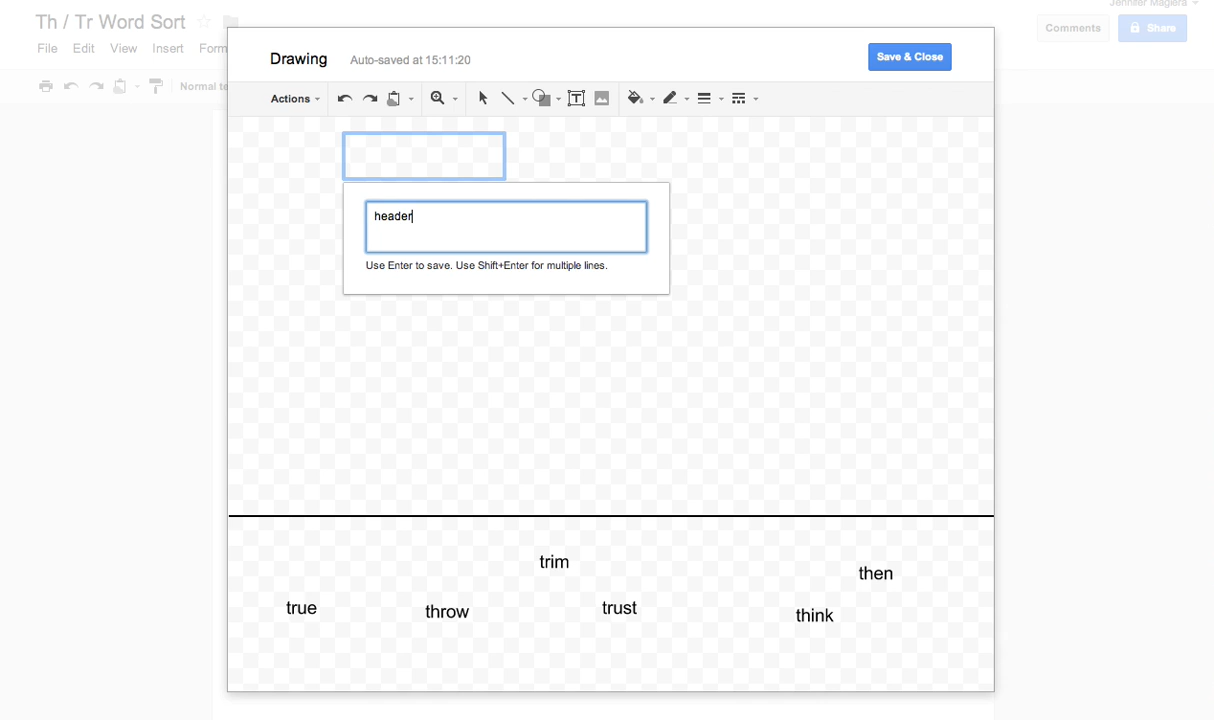 Jennifer Magiera
Th / Tr Word Sort
Comments
Share
File Edit View Insert Form
Normal te
Drawing
Auto-saved at 15:11:20
Save & Close
Actions
header
Use Enter to save. Use Shift+Enter for multiple lines.
trim
then
true
throw
trust
think